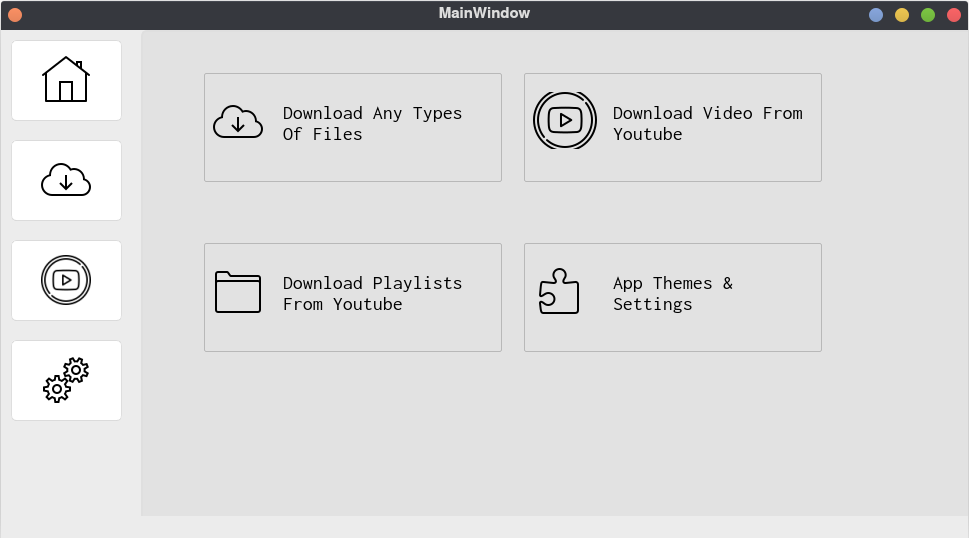 MainWindow
Download Any Types
Of Files
Download Video From
Youtube
Download Playlists
From Youtube
App Themes &
Settings